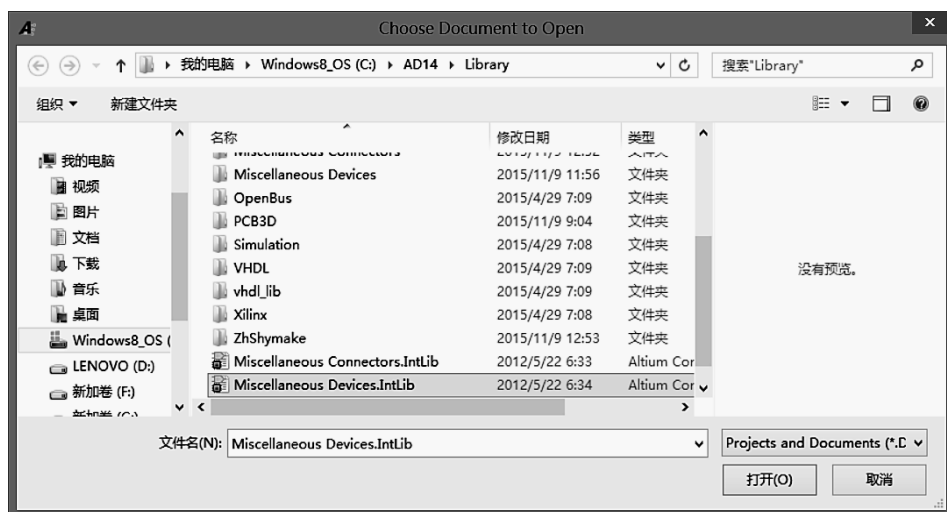 Choose Document to Open
我的电脑 Windows8_OS (C:) AD14 Library
搜索"Library"
组织 新建文件夹
名称 修改日期 类型
Miscellaneous Connectors
Miscellaneous Devices 2015/11/9 11:56 文件夹
OpenBus 2015/4/29 7:09 文件夹
PCB3D 2015/11/9 9:04 文件夹
Simulation 2015/4/29 7:08 文件夹
VHDL 2015/4/29 7:09 文件夹
vhdl_lib 2015/4/29 7:09 文件夹
Xilinx 2015/4/29 7:08 文件夹
ZhShymake 2015/11/9 12:53 文件夹
Miscellaneous Connectors.IntLib 2012/5/22 6:33 Altium Cor
Miscellaneous Devices.IntLib 2012/5/22 6:34 Altium Cor
我的电脑
视频
图片
文档
下载
音乐
桌面
Windows8_OS (
LENOVO (D:)
新加卷 (F:)
没有预览。
文件名(N): Miscellaneous Devices.IntLib
Projects and Documents (*.D
打开(O) 取消